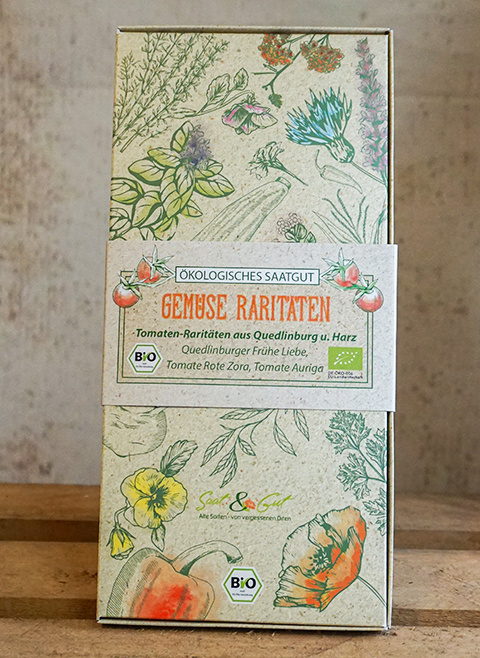 ÖKOLOGISCHES SAATGUT
GEMÜSE RARITÄTEN
-Tomaten-Raritäten aus Quedlinburg u. Harz
Quedlinburger Frühe Liebe,
Tomate Rote Zora, Tomate Auriga
BIO
Saat & Gut
Alte Sorten - von vergessenen Orten
BIO